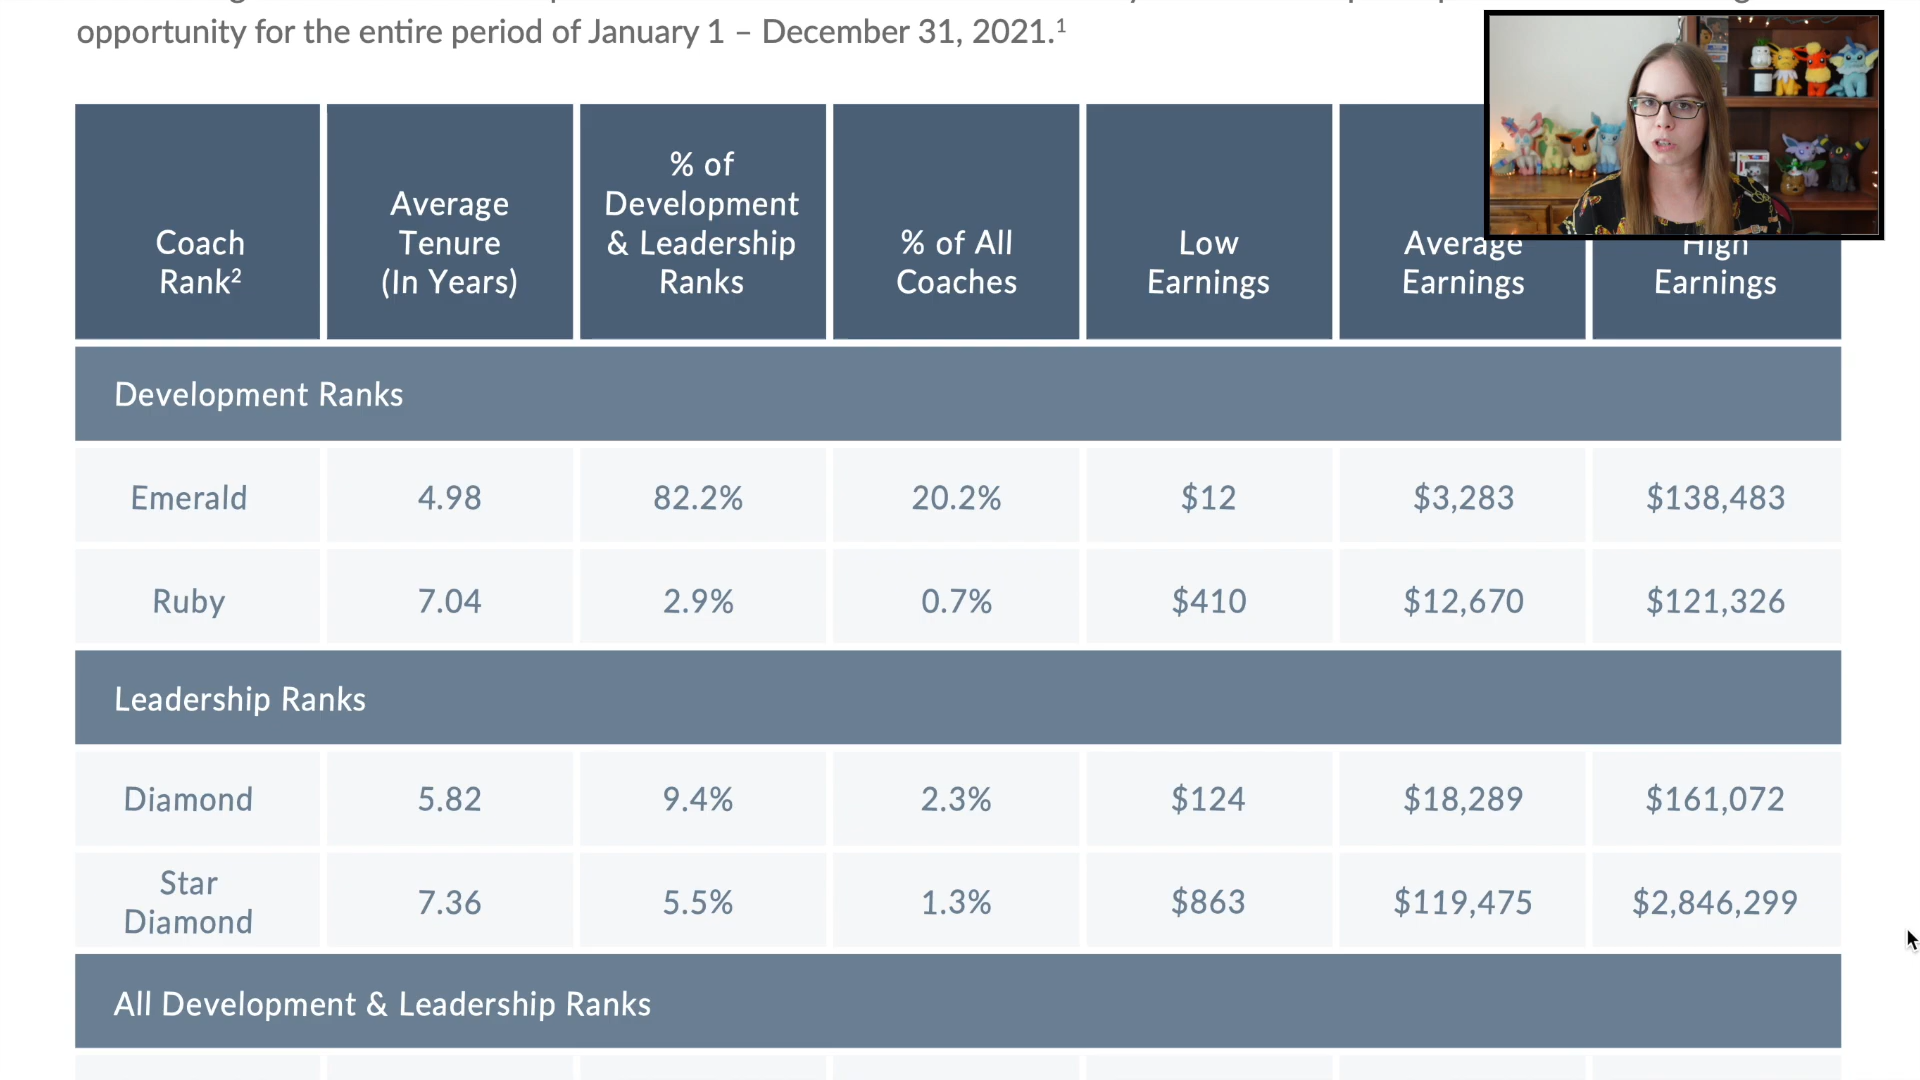 opportunity for the entire period of January 1 – December 31, 2021.¹
Coach
Rank²
Average
Tenure
(In Years)
% of
Development
& Leadership
Ranks
% of All
Coaches
Low
Earnings
Average
Earnings
High
Earnings
Development Ranks
Emerald 4.98 82.2% 20.2% $12 $3,283 $138,483
Ruby 7.04 2.9% 0.7% $410 $12,670 $121,326
Leadership Ranks
Diamond 5.82 9.4% 2.3% $124 $18,289 $161,072
Star
Diamond 7.36 5.5% 1.3% $863 $119,475 $2,846,299
All Development & Leadership Ranks